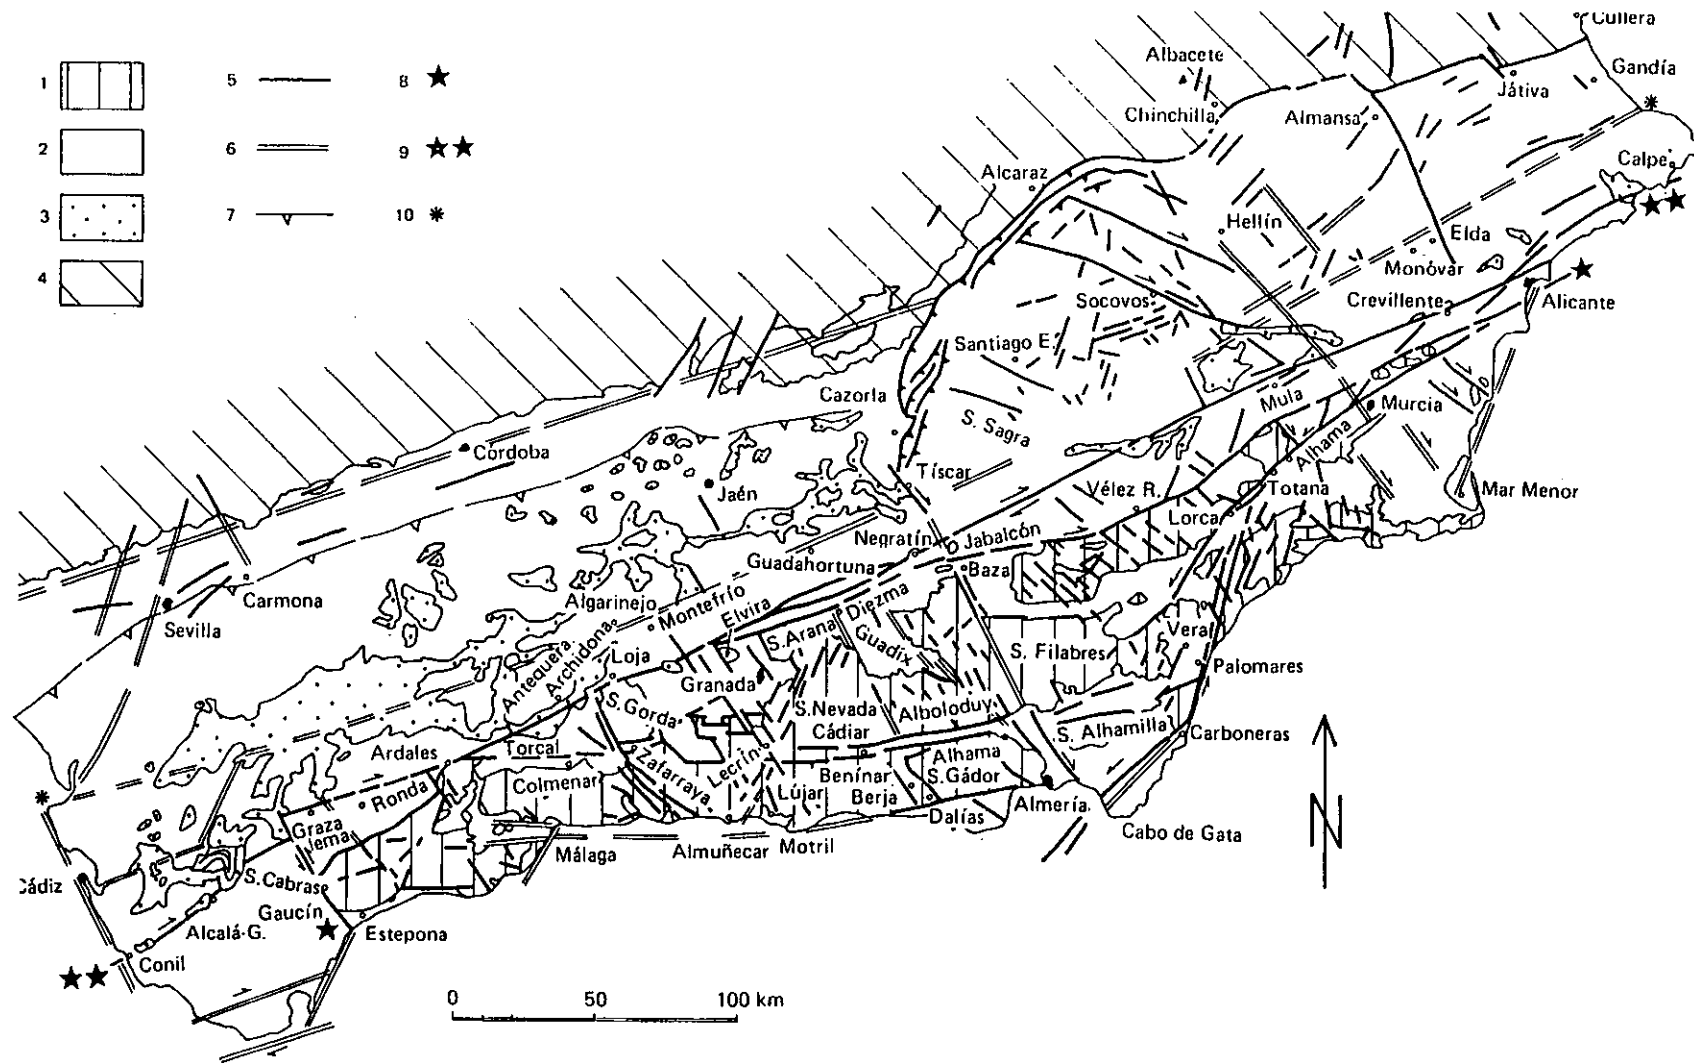 1
5
8
2
6
9
3
7
10
4
Cullera
Albacete
Gandía
Játiva
Chinchilla
Almansa
Alcaraz
Calpe
Hellín
Elda
Monóvar
Socovos
Crevillente
Alicante
Santiago E.
Cazorla
Mula
Murcia
S. Sagra
Córdoba
Alhama
Tíscar
Jaén
Vélez R.
Totana
Mar Menor
Lorca
Negratín
Jabalcón
Guadahortuna
Baza
Carmona
Algarinejo
Montefrío
Elvira
Diezma
Sevilla
Antequera
Archidona
S. Arana
Guadix
Vera
Loja
S. Filabres
Palomares
Granada
S. Gorda
S. Nevada
Alboloduy
Cádiar
S. Alhamilla
Ardales
Torcal
Carboneras
Zafarraya
Lecrín
Alhama
Ronda
Colmenar
Benínar
S. Gádor
Lújar
Berja
Almería
Graza
lema
Dalías
Cabo de Gata
Málaga
Almuñecar
Motril
Cádiz
S. Cabras
Gaucín
Alcalá-G.
Estepona
Conil
N
0
50
100 km